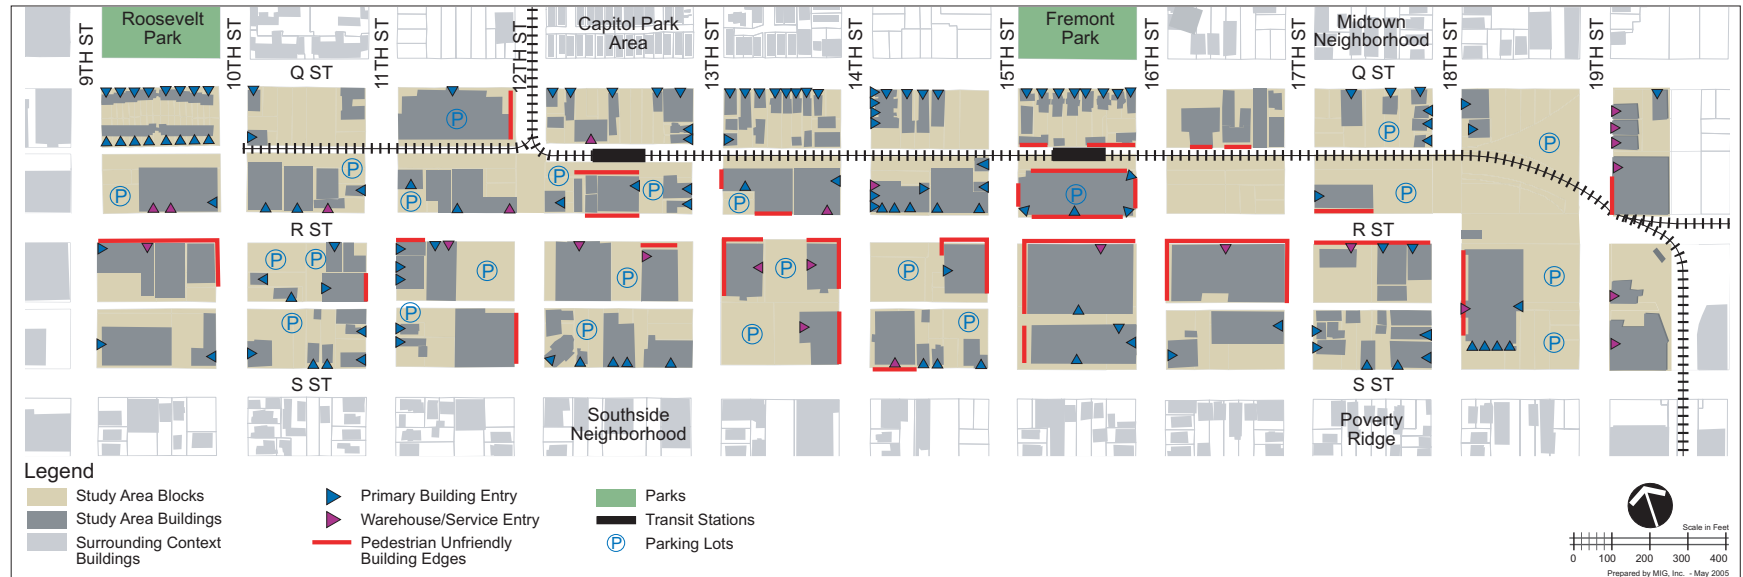 Roosevelt
Park
Capitol Park
Area
Fremont
Park
Midtown
Neighborhood
9TH ST
10TH ST
11TH ST
12TH ST
13TH ST
14TH ST
15TH ST
16TH ST
17TH ST
18TH ST
19TH ST
Q ST
Q ST
P
P
P
P
P
P
P
P
P
P
P
R ST
R ST
P
P
P
P
P
P
P
P
P
P
P
P
P
S ST
S ST
Southside
Neighborhood
Poverty
Ridge
Legend
Study Area Blocks
Study Area Buildings
Surrounding Context
Buildings
Primary Building Entry
Warehouse/Service Entry
Pedestrian Unfriendly
Building Edges
Parks
Transit Stations
P Parking Lots
Scale in Feet
0 100 200 300 400
Prepared by MIG, Inc. - May 2005